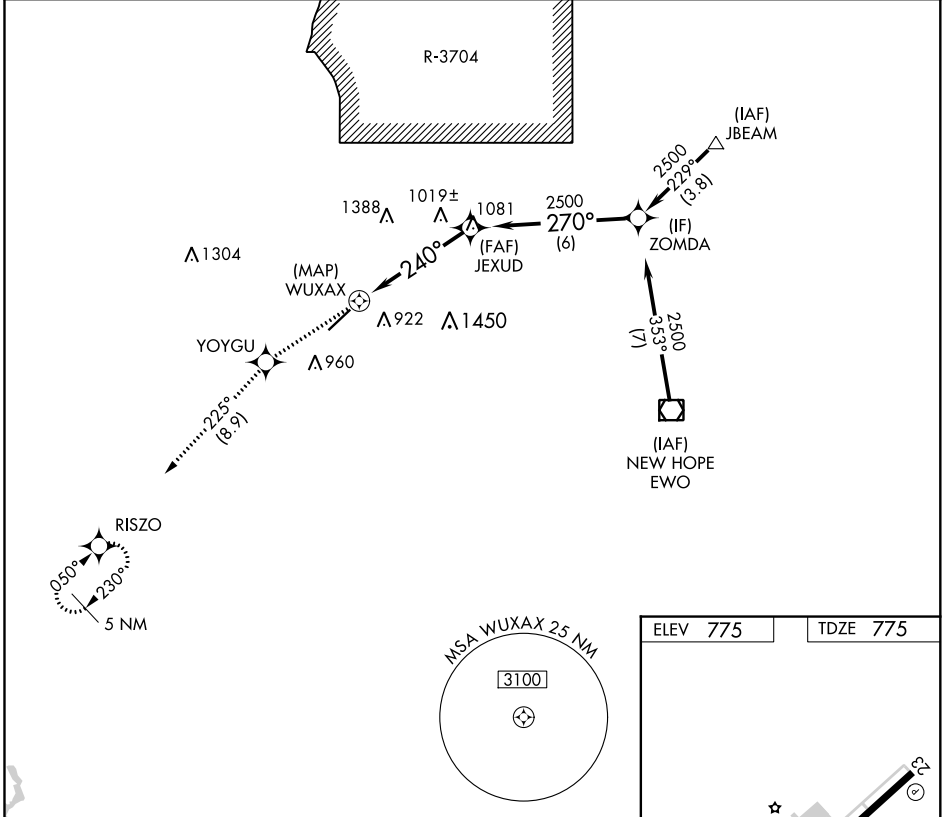 R-3704
(IAF)
JBEAM
2500
229°
(3.8)
1388
1019±
1081
2500
270°
(6)
(IF)
ZOMDA
(FAF)
JEXUD
240°
1304
(MAP)
WUXAX
922
1450
YOYGU
960
2500
353°
(7)
225°
(8.9)
(IAF)
NEW HOPE
EWO
RISZO
050°
230°
5 NM
MSA WUXAX 25 NM
3100
ELEV 775
TDZE 775
23
P